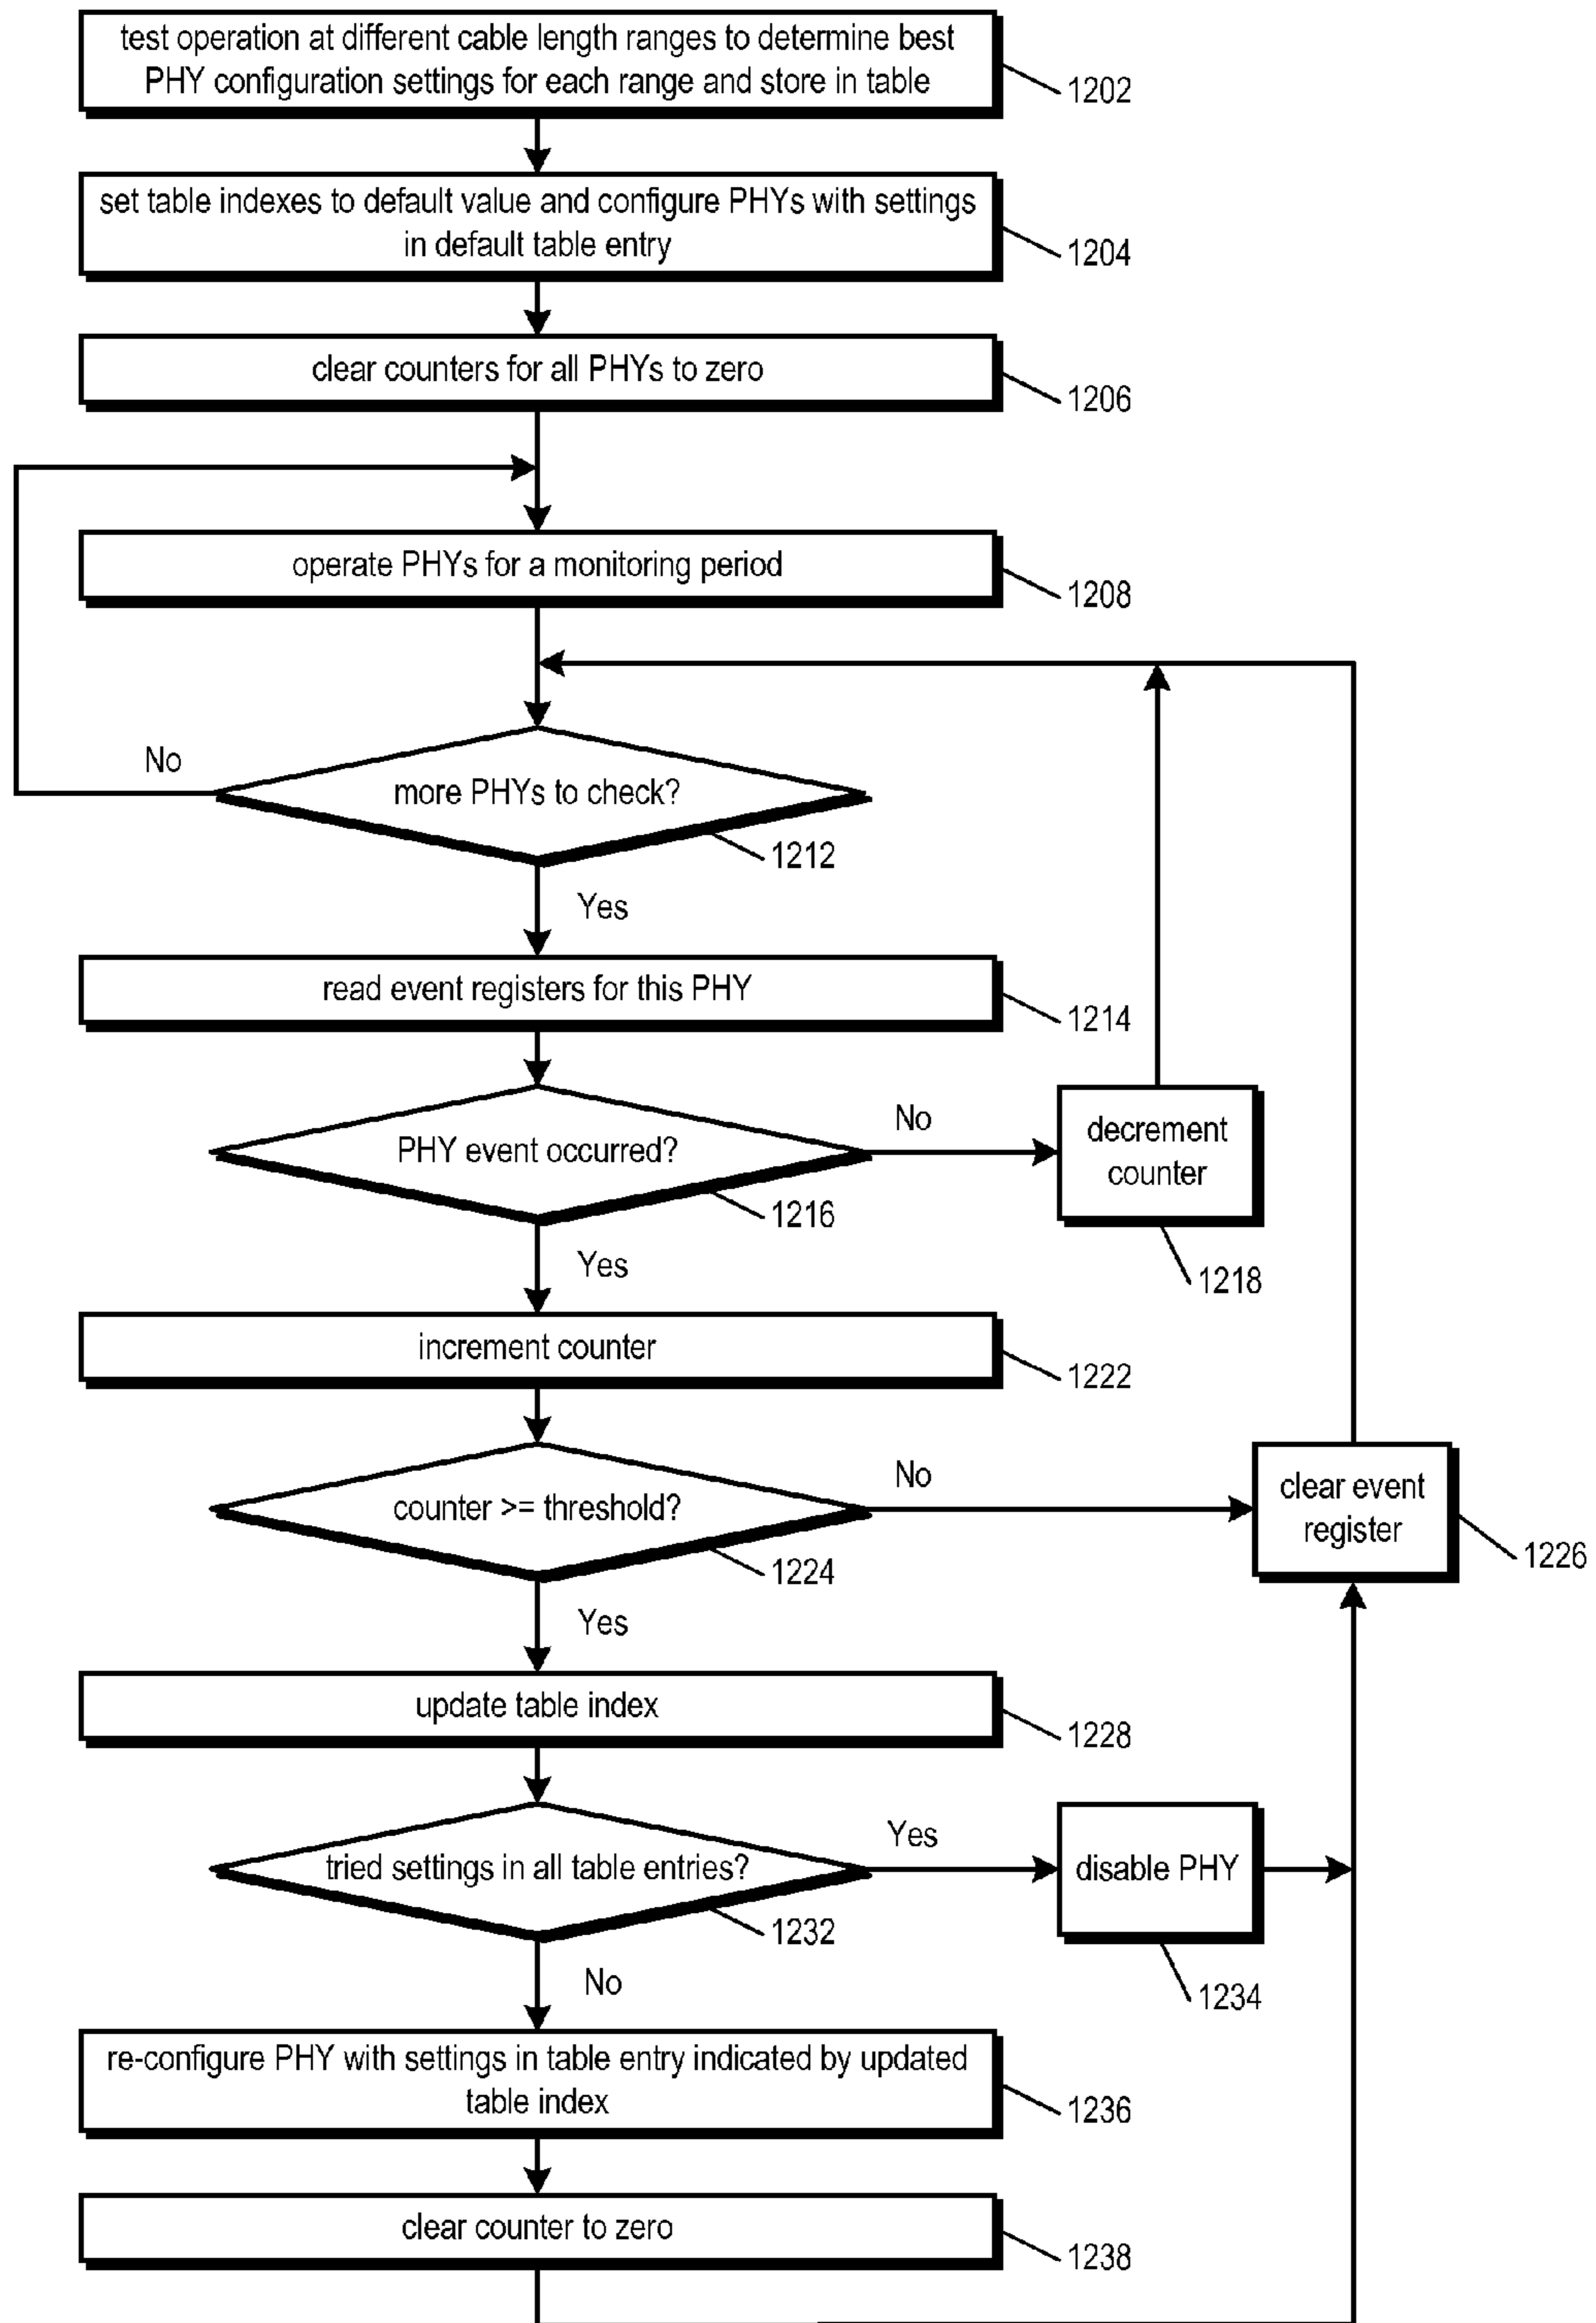 test operation at different cable length ranges to determine best
PHY configuration settings for each range and store in table
1202
set table indexes to default value and configure PHYs with settings
in default table entry
1204
clear counters for all PHYs to zero
1206
operate PHYs for a monitoring period
1208
No
more PHYs to check?
1212
Yes
read event registers for this PHY
1214
PHY event occurred?
1216
No
decrement
counter
1218
Yes
increment counter
1222
counter >= threshold?
1224
No
clear event
register
1226
Yes
update table index
1228
tried settings in all table entries?
1232
Yes
disable PHY
1234
No
re-configure PHY with settings in table entry indicated by updated
table index
1236
clear counter to zero
1238